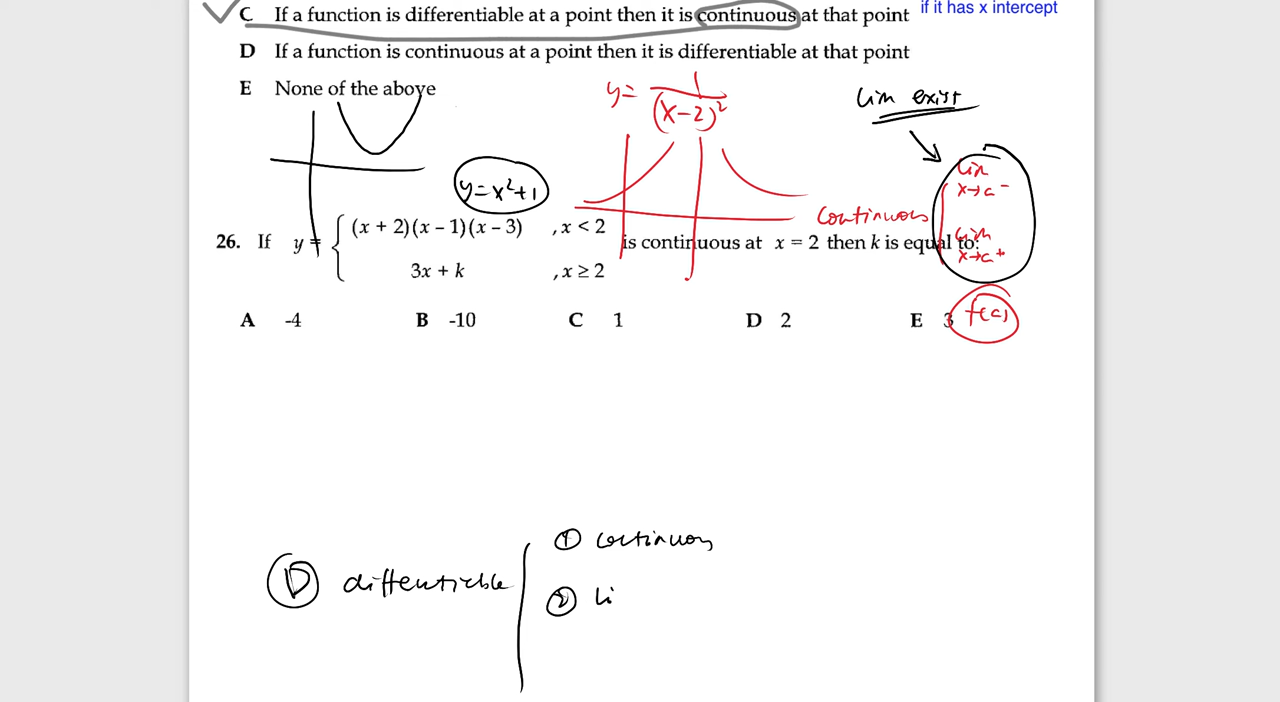 C If a function is differentiable at a point then it is continuous at that point if it has x intercept
D If a function is continuous at a point then it is differentiable at that point
E None of the above
y = 1/(x-2)²
lim exist
y=x²+1
continuous
lim x→c⁻
lim x→c⁺
f(c)
26. If y = { (x + 2)(x – 1)(x – 3) , x < 2
3x + k , x ≥ 2
is continuous at x = 2 then k is equal to:
A -4 B -10 C 1 D 2 E 3
D differentiable
① continuous
② li